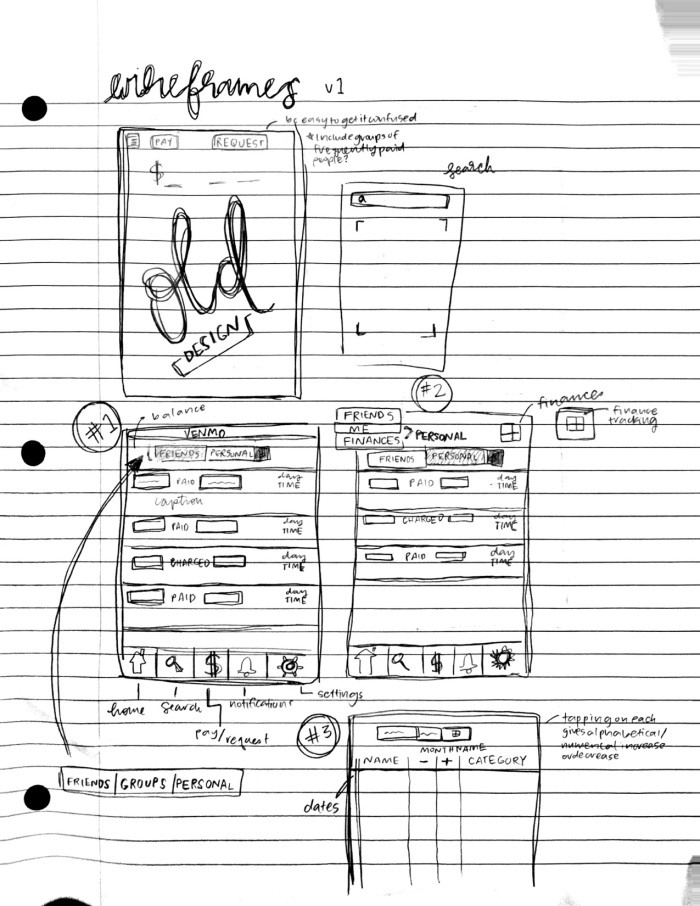 wireframes v1
be easy to get it confused
* include groups of
frequently paid
people?
PAY REQUEST
$
search
old
DESIGN
#1
balance
VENMO
FRIENDS PERSONAL
PAID day
TIME
caption
PAID day
TIME
CHARGED day
TIME
PAID day
TIME
$
home search pay/request notifications settings
#2
finances
finance
tracking
FRIENDS
ME
FINANCES? PERSONAL
FRIENDS PERSONAL
PAID day
TIME
CHARGED day
TIME
PAID day
TIME
$
FRIENDS GROUPS PERSONAL
#3
tapping on each
gives alphabetical/
numerical increase
or decrease
MONTH NAME
NAME - + CATEGORY
dates